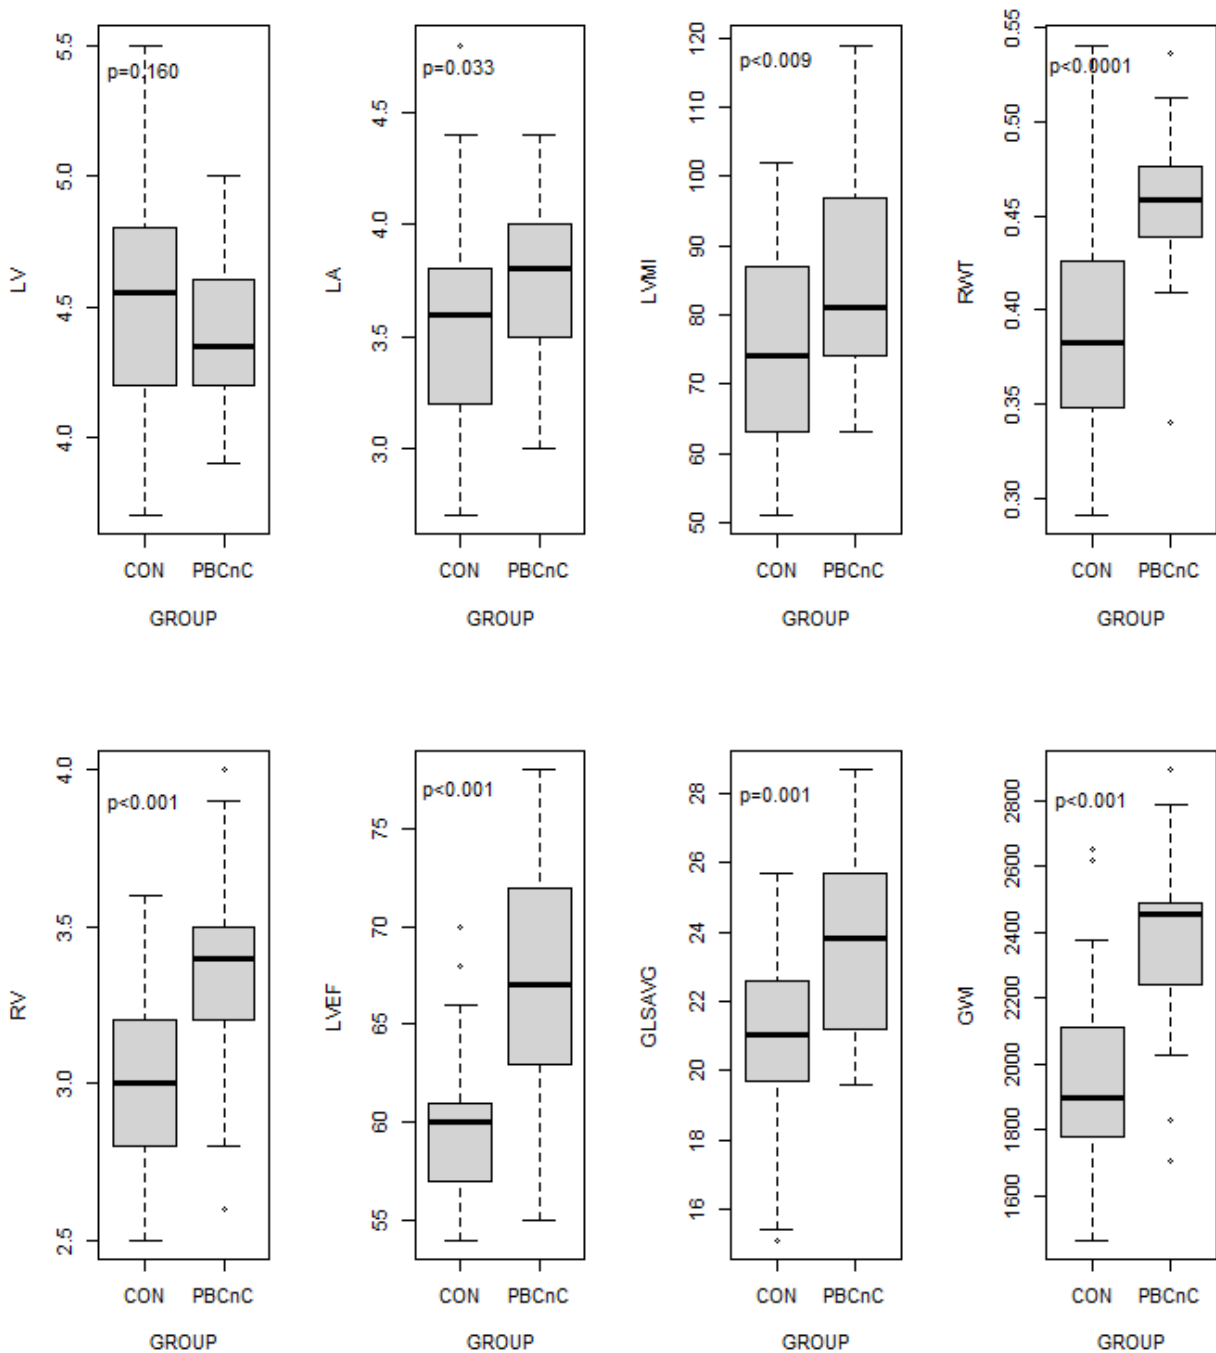 LV
5.5
5.0
4.5
4.0
p=0.160
CON PBCnC
GROUP
LA
4.5
4.0
3.5
3.0
p=0.033
CON PBCnC
GROUP
LVMI
120
110
100
90
80
70
60
50
p<0.009
CON PBCnC
GROUP
RWT
0.55
0.50
0.45
0.40
0.35
0.30
p<0.0001
CON PBCnC
GROUP
RV
4.0
3.5
3.0
2.5
p<0.001
CON PBCnC
GROUP
LVEF
75
70
65
60
55
p<0.001
CON PBCnC
GROUP
GLSAVG
28
26
24
22
20
18
16
p=0.001
CON PBCnC
GROUP
GWI
2800
2600
2400
2200
2000
1800
1600
p<0.001
CON PBCnC
GROUP